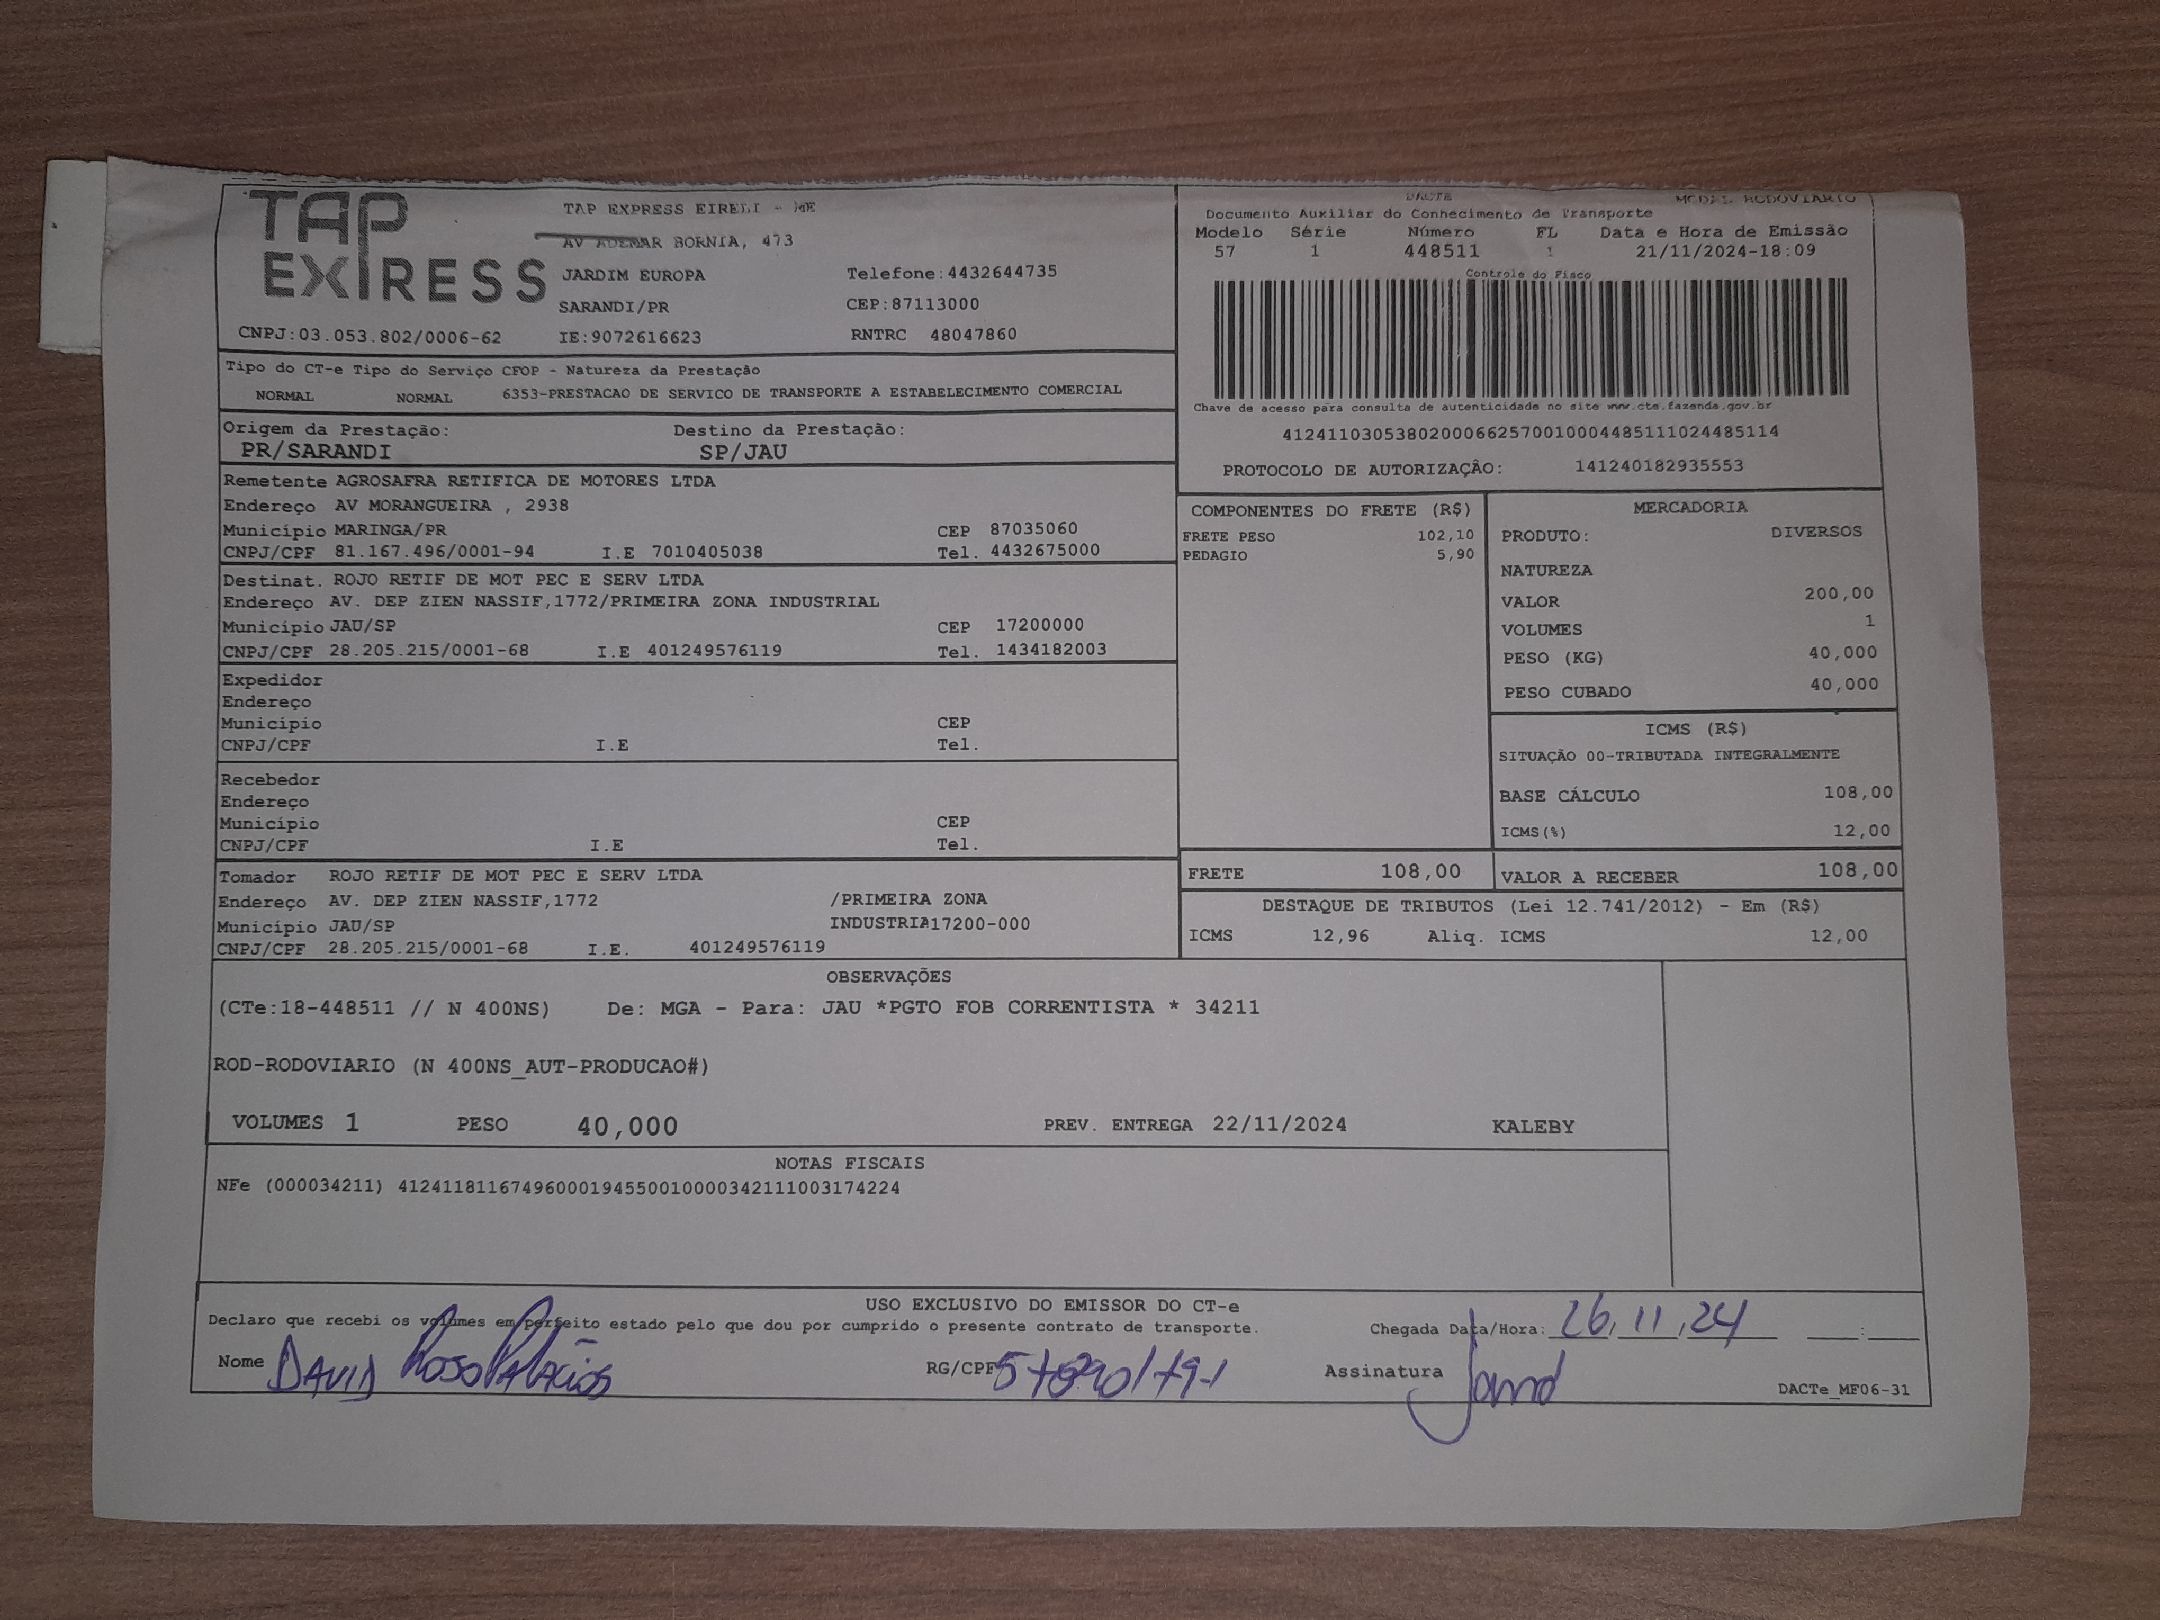 TAP EXPRESS
TAP EXPRESS EIRELI - ME
AV ADEMAR BORNIA, 473
JARDIM EUROPA Telefone:4432644735
SARANDI/PR CEP:87113000
CNPJ:03.053.802/0006-62 IE:9072616623 RNTRC 48047860
DACTE MODAL RODOVIARIO
Documento Auxiliar do Conhecimento de Transporte
Modelo Série Número FL Data e Hora de Emissão
57 1 448511 1 21/11/2024-18:09
Controle do Fisco
Chave de acesso para consulta de autenticidade no site www.cte.fazenda.gov.br
41241103053802000662570010004485111024485114
PROTOCOLO DE AUTORIZAÇÃO: 141240182935553
Tipo do CT-e Tipo do Serviço CFOP - Natureza da Prestação
NORMAL NORMAL 6353-PRESTACAO DE SERVICO DE TRANSPORTE A ESTABELECIMENTO COMERCIAL
Origem da Prestação: Destino da Prestação:
PR/SARANDI SP/JAU
Remetente AGROSAFRA RETIFICA DE MOTORES LTDA
Endereço AV MORANGUEIRA , 2938
Município MARINGA/PR CEP 87035060
CNPJ/CPF 81.167.496/0001-94 I.E 7010405038 Tel. 4432675000
Destinat. ROJO RETIF DE MOT PEC E SERV LTDA
Endereço AV. DEP ZIEN NASSIF,1772/PRIMEIRA ZONA INDUSTRIAL
Município JAU/SP CEP 17200000
CNPJ/CPF 28.205.215/0001-68 I.E 401249576119 Tel. 1434182003
Expedidor
Endereço
Município CEP
CNPJ/CPF I.E Tel.
Recebedor
Endereço
Município CEP
CNPJ/CPF I.E Tel.
Tomador ROJO RETIF DE MOT PEC E SERV LTDA
Endereço AV. DEP ZIEN NASSIF,1772 /PRIMEIRA ZONA
Município JAU/SP INDUSTRIA17200-000
CNPJ/CPF 28.205.215/0001-68 I.E. 401249576119
COMPONENTES DO FRETE (R$)
FRETE PESO 102,10
PEDAGIO 5,90
MERCADORIA
PRODUTO: DIVERSOS
NATUREZA
VALOR 200,00
VOLUMES 1
PESO (KG) 40,000
PESO CUBADO 40,000
ICMS (R$)
SITUAÇÃO 00-TRIBUTADA INTEGRALMENTE
BASE CÁLCULO 108,00
ICMS(%) 12,00
FRETE 108,00 VALOR A RECEBER 108,00
DESTAQUE DE TRIBUTOS (Lei 12.741/2012) - Em (R$)
ICMS 12,96 Aliq. ICMS 12,00
OBSERVAÇÕES
(CTe:18-448511 // N 400NS) De: MGA - Para: JAU *PGTO FOB CORRENTISTA * 34211
ROD-RODOVIARIO (N 400NS_AUT-PRODUCAO#)
VOLUMES 1 PESO 40,000 PREV. ENTREGA 22/11/2024 KALEBY
NOTAS FISCAIS
NFe (000034211) 41241181167496000194550010000342111003174224
USO EXCLUSIVO DO EMISSOR DO CT-e
Declaro que recebi os volumes em perfeito estado pelo que dou por cumprido o presente contrato de transporte. Chegada Data/Hora: 26,11,24 :
Nome DAVID RG/CPF Assinatura
DACTe_MF06-31